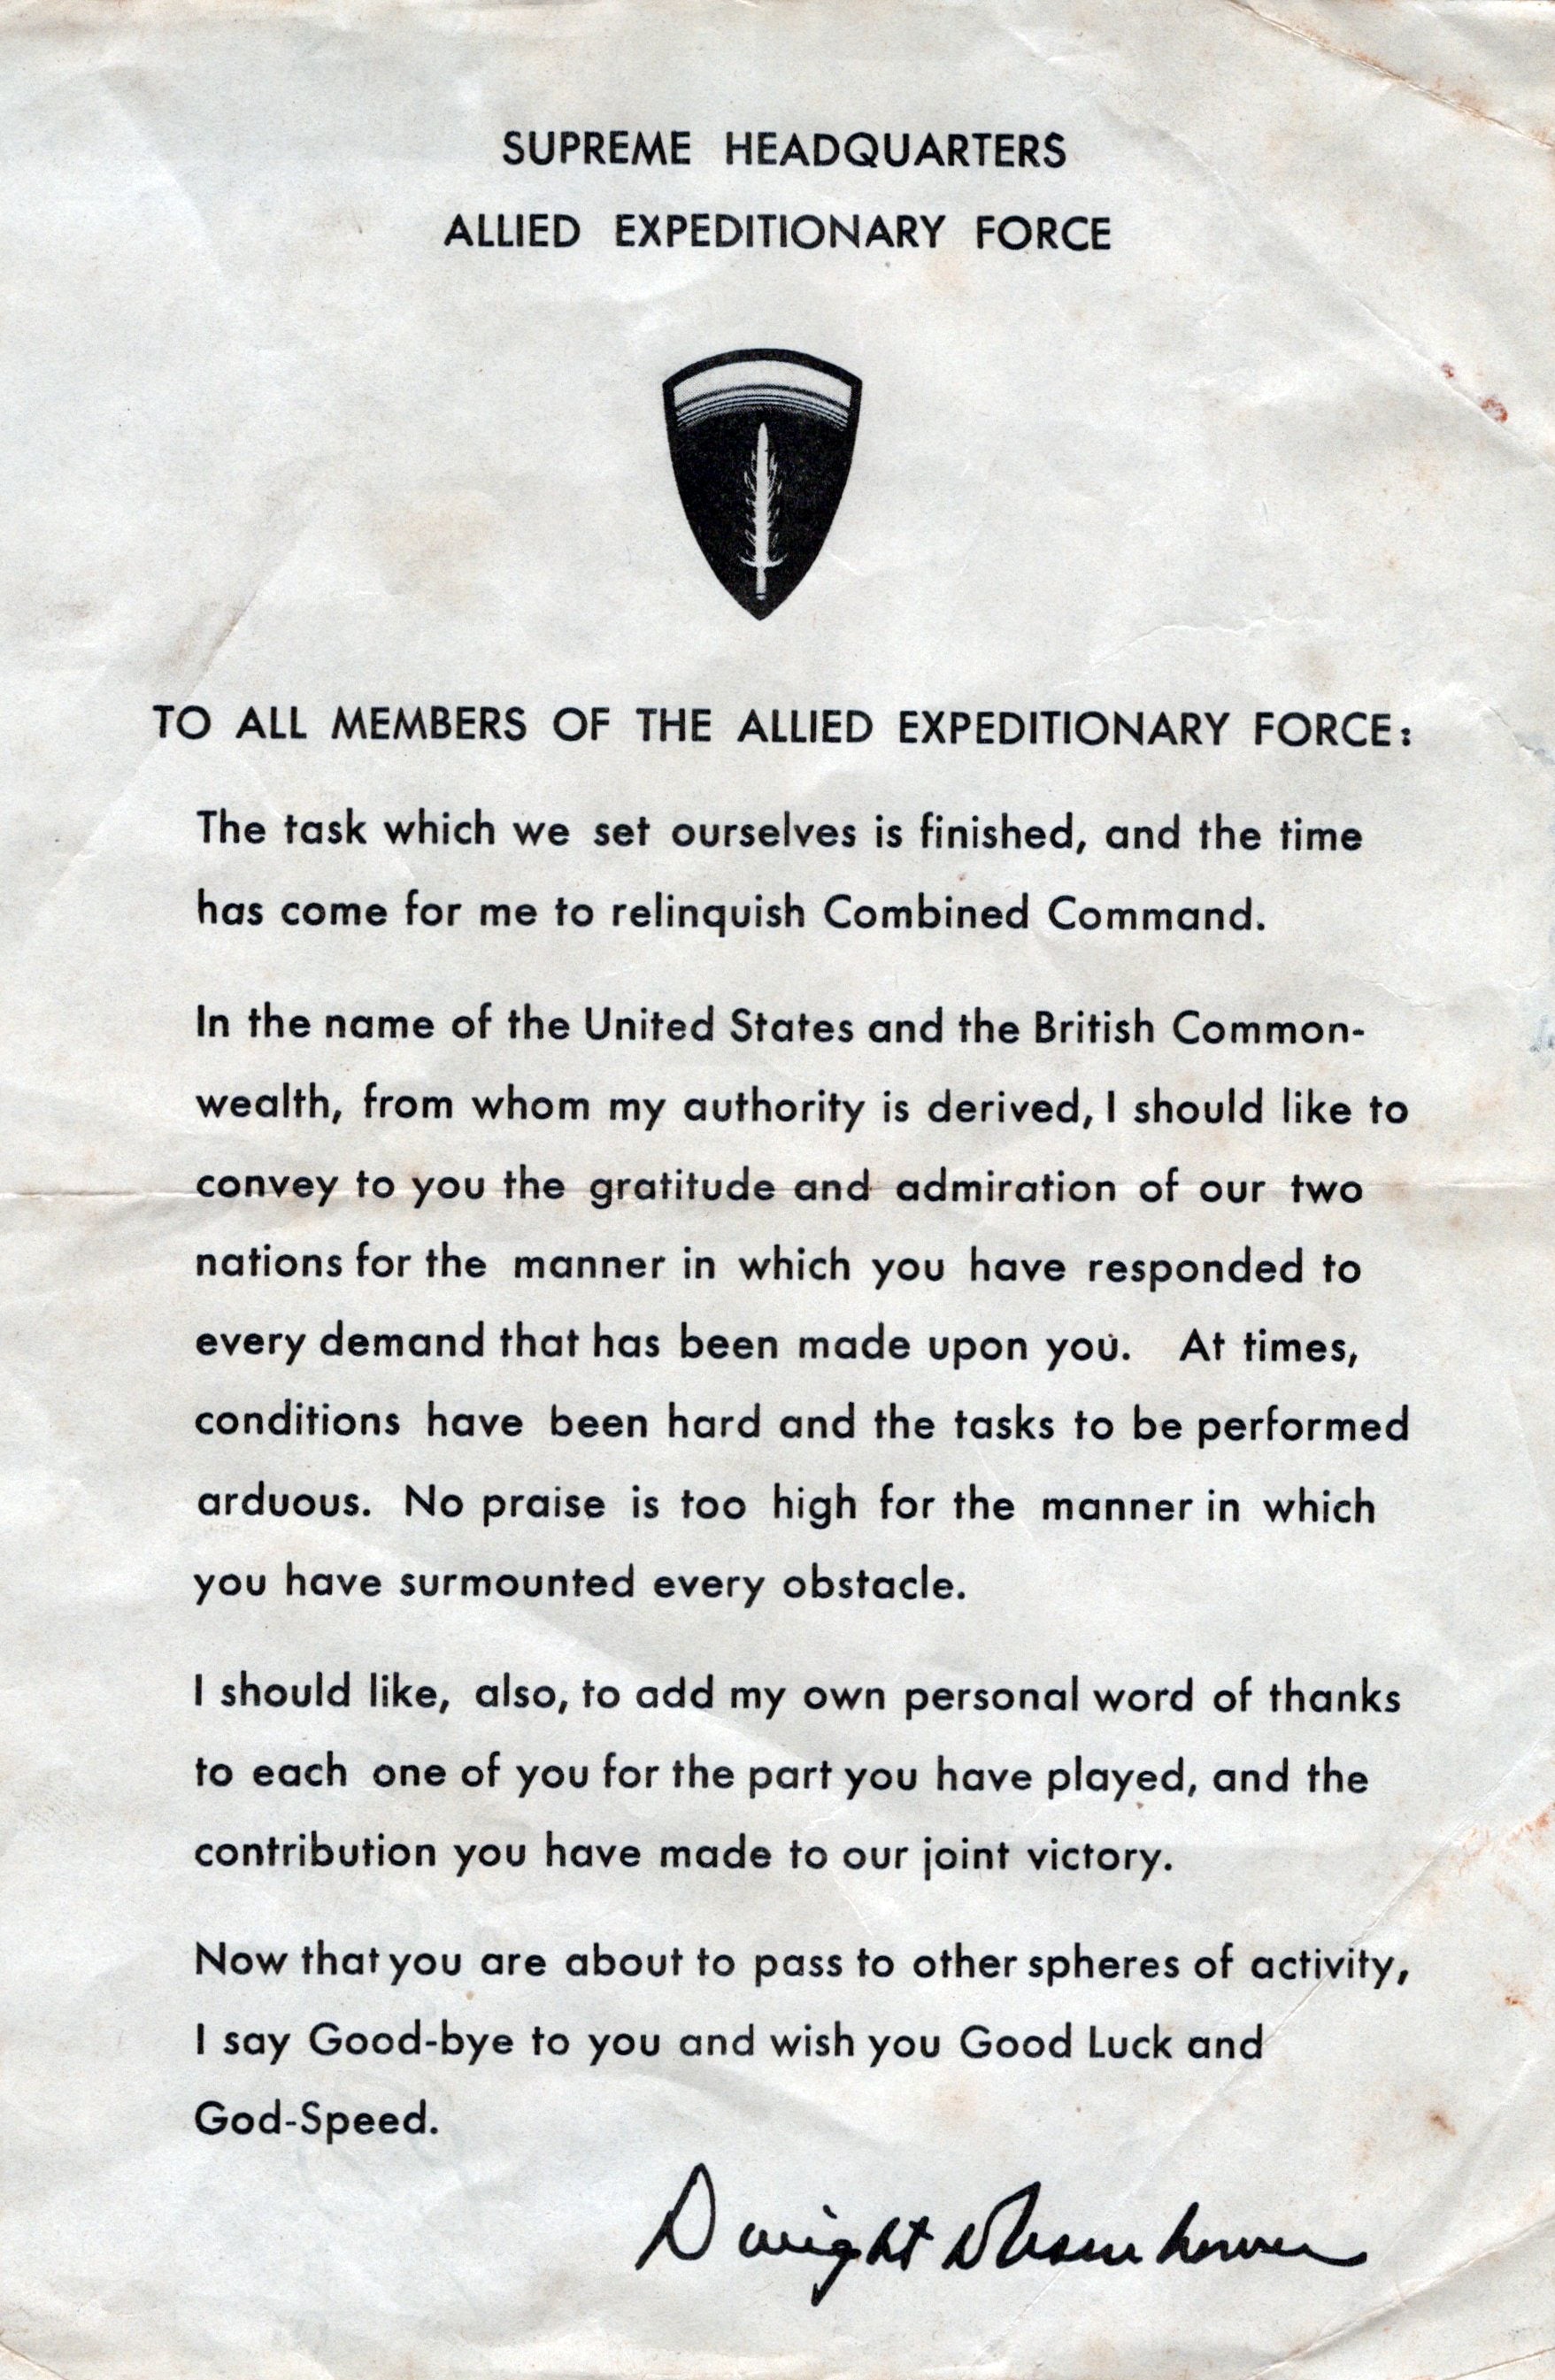 SUPREME HEADQUARTERS
ALLIED EXPEDITIONARY FORCE
TO ALL MEMBERS OF THE ALLIED EXPEDITIONARY FORCE:
The task which we set ourselves is finished, and the time
has come for me to relinquish Combined Command.
In the name of the United States and the British Common-
wealth, from whom my authority is derived, I should like to
convey to you the gratitude and admiration of our two
nations for the manner in which you have responded to
every demand that has been made upon you. At times,
conditions have been hard and the tasks to be performed
arduous. No praise is too high for the manner in which
you have surmounted every obstacle.
I should like, also, to add my own personal word of thanks
to each one of you for the part you have played, and the
contribution you have made to our joint victory.
Now that you are about to pass to other spheres of activity,
I say Good-bye to you and wish you Good Luck and
God-Speed.
Dwight D Eisenhower